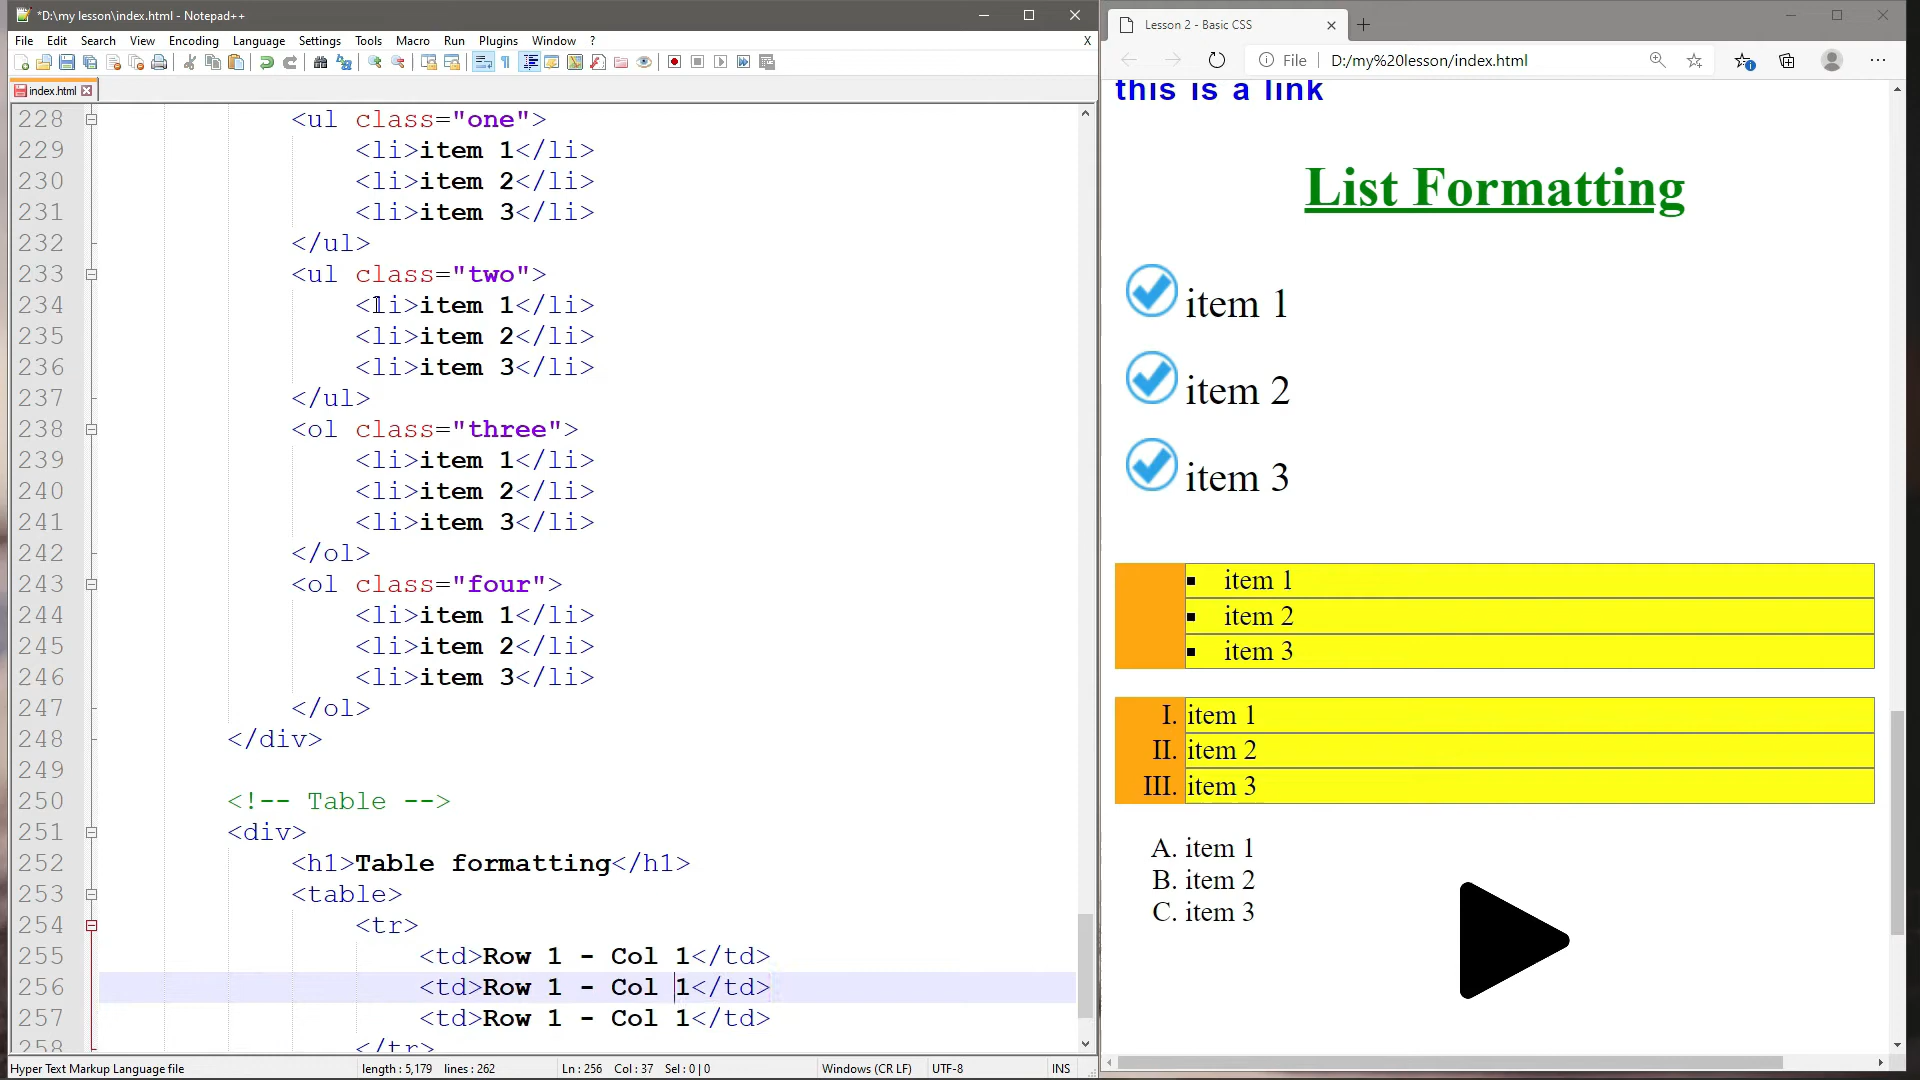 *D:\my lesson\index.html - Notepad++
File Edit Search View Encoding Language Settings Tools Macro Run Plugins Window ? X
index.html
228 <ul class="one">
229 <li>item 1</li>
230 <li>item 2</li>
231 <li>item 3</li>
232 </ul>
233 <ul class="two">
234 <li>item 1</li>
235 <li>item 2</li>
236 <li>item 3</li>
237 </ul>
238 <ol class="three">
239 <li>item 1</li>
240 <li>item 2</li>
241 <li>item 3</li>
242 </ol>
243 <ol class="four">
244 <li>item 1</li>
245 <li>item 2</li>
246 <li>item 3</li>
247 </ol>
248 </div>
249
250 <!-- Table -->
251 <div>
252 <h1>Table formatting</h1>
253 <table>
254 <tr>
255 <td>Row 1 - Col 1</td>
256 <td>Row 1 - Col 1</td>
257 <td>Row 1 - Col 1</td>
258 </tr>
Hyper Text Markup Language file length : 5,179 lines : 262 Ln : 256 Col : 37 Sel : 0 | 0 Windows (CR LF) UTF-8 INS
Lesson 2 - Basic CSS
File D:/my%20lesson/index.html
this is a link
List Formatting
item 1
item 2
item 3
item 1
item 2
item 3
I. item 1
II. item 2
III. item 3
A. item 1
B. item 2
C. item 3